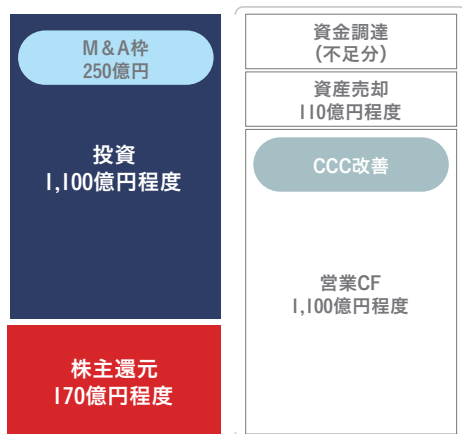 M&A枠
250億円
投資
1,100億円程度
株主還元
170億円程度
資金調達
(不足分)
資産売却
110億円程度
CCC改善
営業CF
1,100億円程度